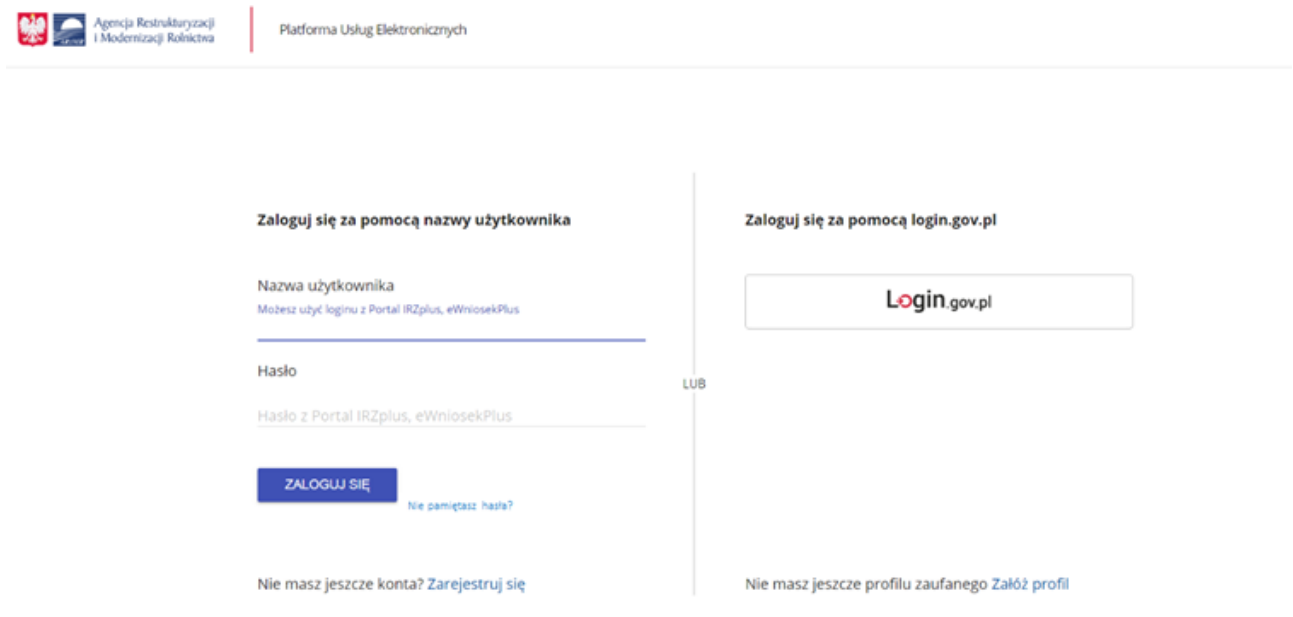 Agencja Restrukturyzacji
i Modernizacji Rolnictwa
Platforma Usług Elektronicznych
Zaloguj się za pomocą nazwy użytkownika
Nazwa użytkownika
Możesz użyć loginu z Portal IRZplus, eWniosekPlus
Hasło
Hasło z Portal IRZplus, eWniosekPlus
ZALOGUJ SIĘ
Nie pamiętasz hasła?
Nie masz jeszcze konta? Zarejestruj się
LUB
Zaloguj się za pomocą login.gov.pl
Login.gov.pl
Nie masz jeszcze profilu zaufanego Załóż profil